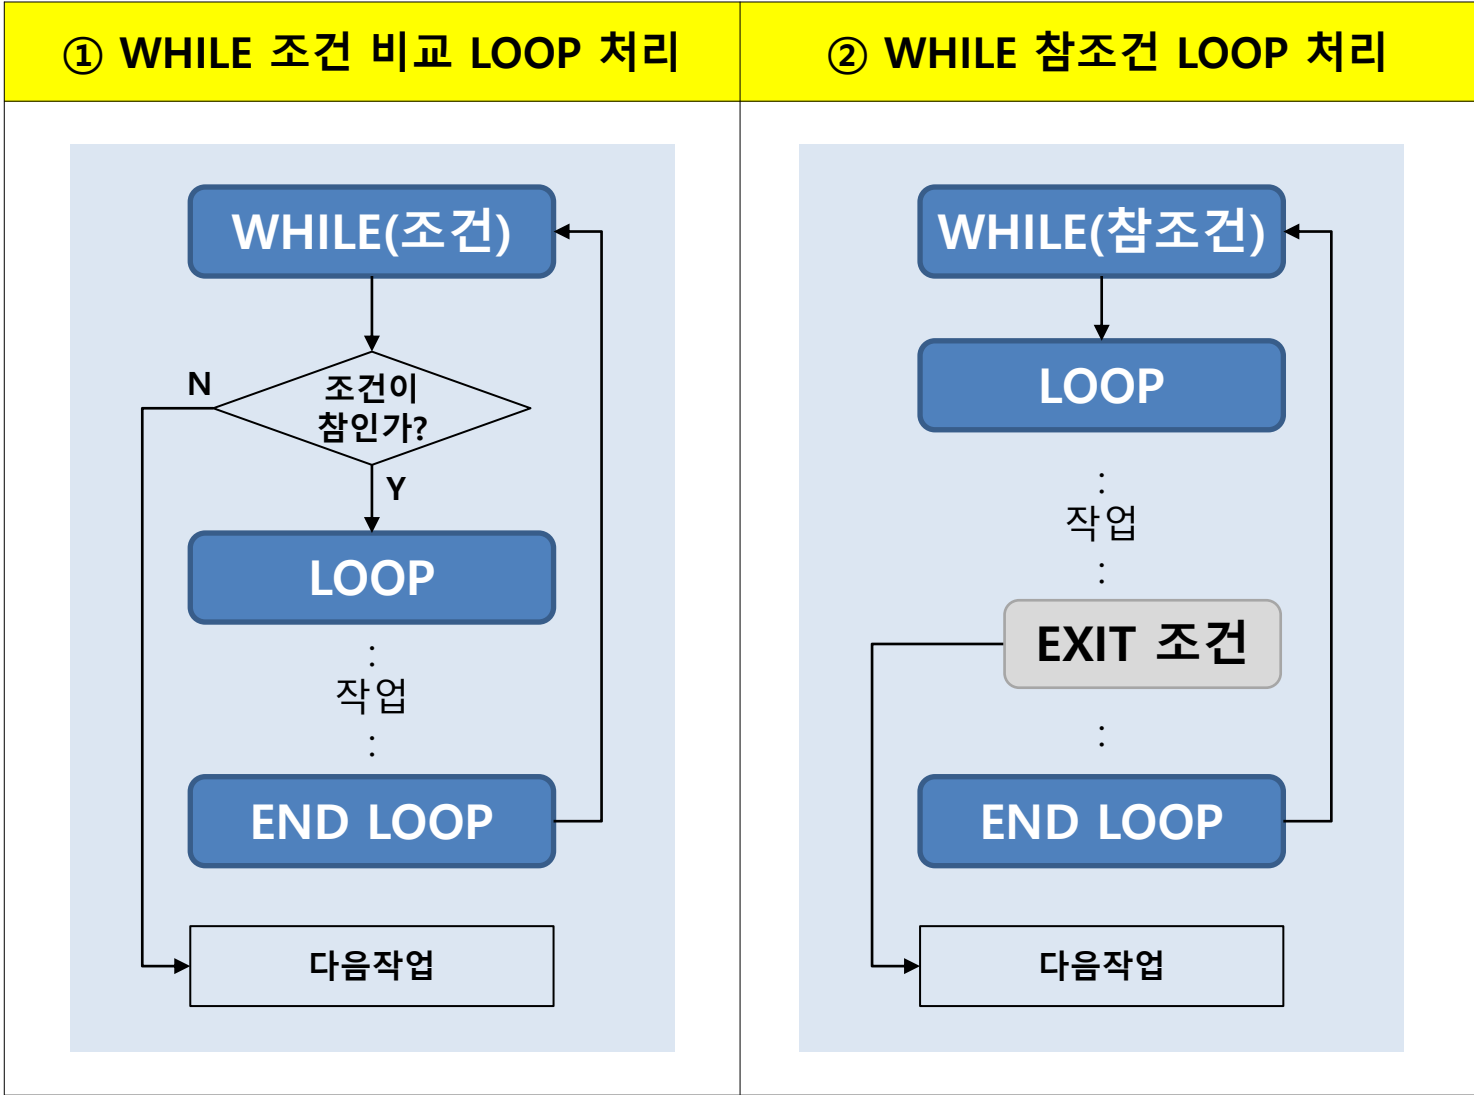 ① WHILE 조건 비교 LOOP 처리
② WHILE 참조건 LOOP 처리
WHILE(조건)
조건이
참인가?
N
Y
LOOP
:
작업
:
END LOOP
다음작업
WHILE(참조건)
LOOP
:
작업
:
EXIT 조건
:
END LOOP
다음작업